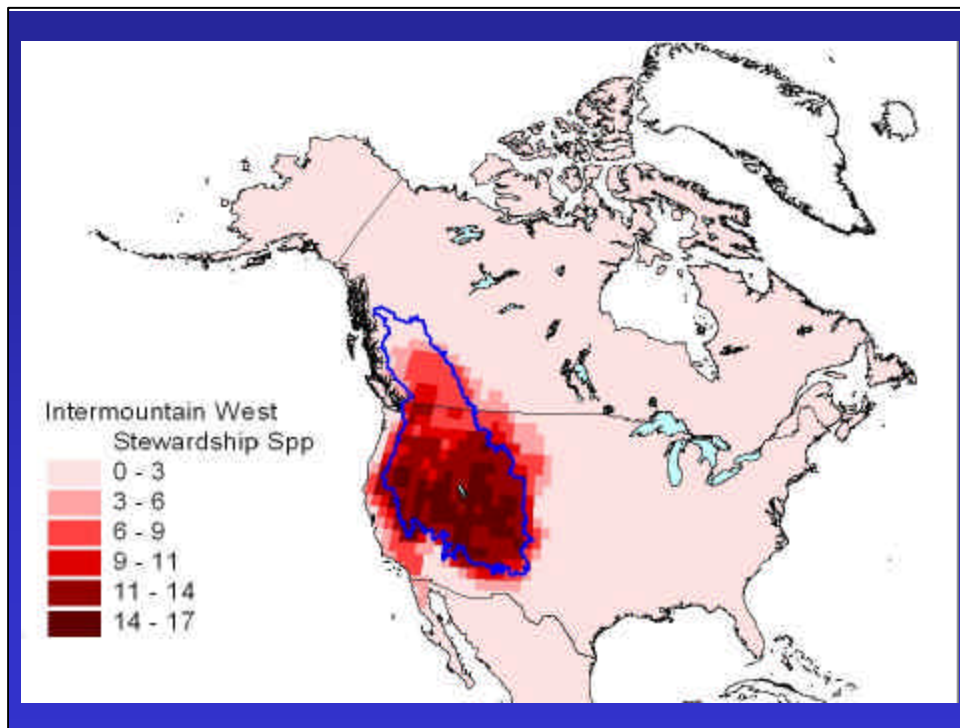 Intermountain West
Stewardship Spp
0 - 3
3 - 6
6 - 9
9 - 11
11 - 14
14 - 17